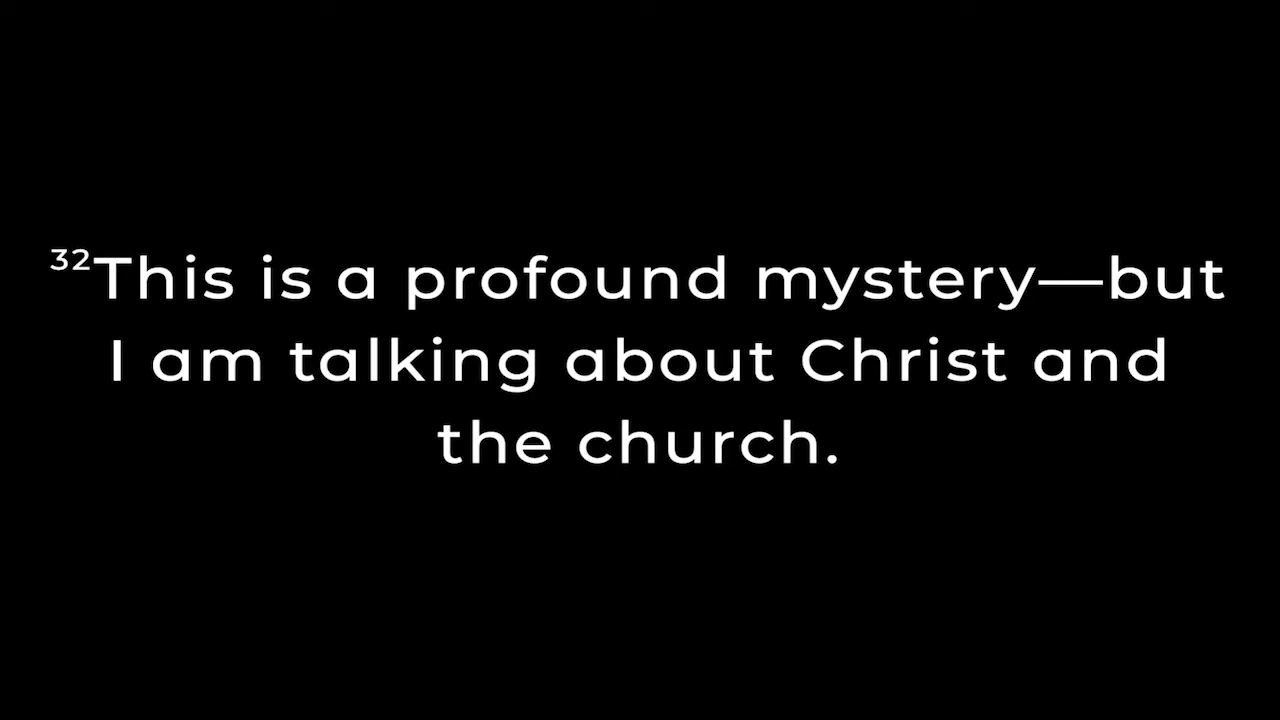 ³²This is a profound mystery—but
I am talking about Christ and
the church.